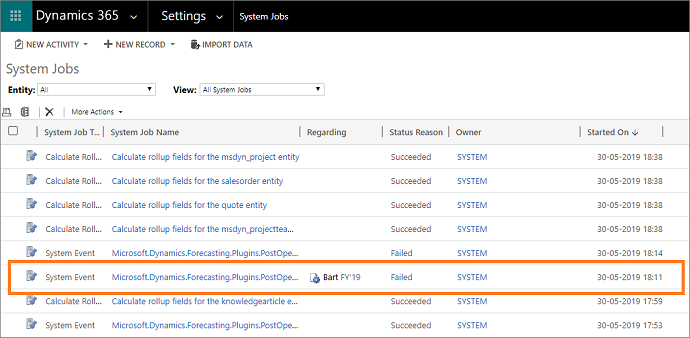 Dynamics 365 Settings System Jobs
NEW ACTIVITY NEW RECORD IMPORT DATA
System Jobs
Entity: All View: All System Jobs
More Actions
System Job T... System Job Name Regarding Status Reason Owner Started On
Calculate Roll... Calculate rollup fields for the msdyn_project entity Succeeded SYSTEM 30-05-2019 18:38
Calculate Roll... Calculate rollup fields for the salesorder entity Succeeded SYSTEM 30-05-2019 18:38
Calculate Roll... Calculate rollup fields for the quote entity Succeeded SYSTEM 30-05-2019 18:38
Calculate Roll... Calculate rollup fields for the msdyn_projecttea... Succeeded SYSTEM 30-05-2019 18:38
System Event Microsoft.Dynamics.Forecasting.Plugins.PostOpe... Failed SYSTEM 30-05-2019 18:14
System Event Microsoft.Dynamics.Forecasting.Plugins.PostOpe... Bart FY'19 Failed SYSTEM 30-05-2019 18:11
Calculate Roll... Calculate rollup fields for the knowledgearticle e... Succeeded SYSTEM 30-05-2019 17:59
System Event Microsoft.Dynamics.Forecasting.Plugins.PostOpe... Succeeded SYSTEM 30-05-2019 17:53